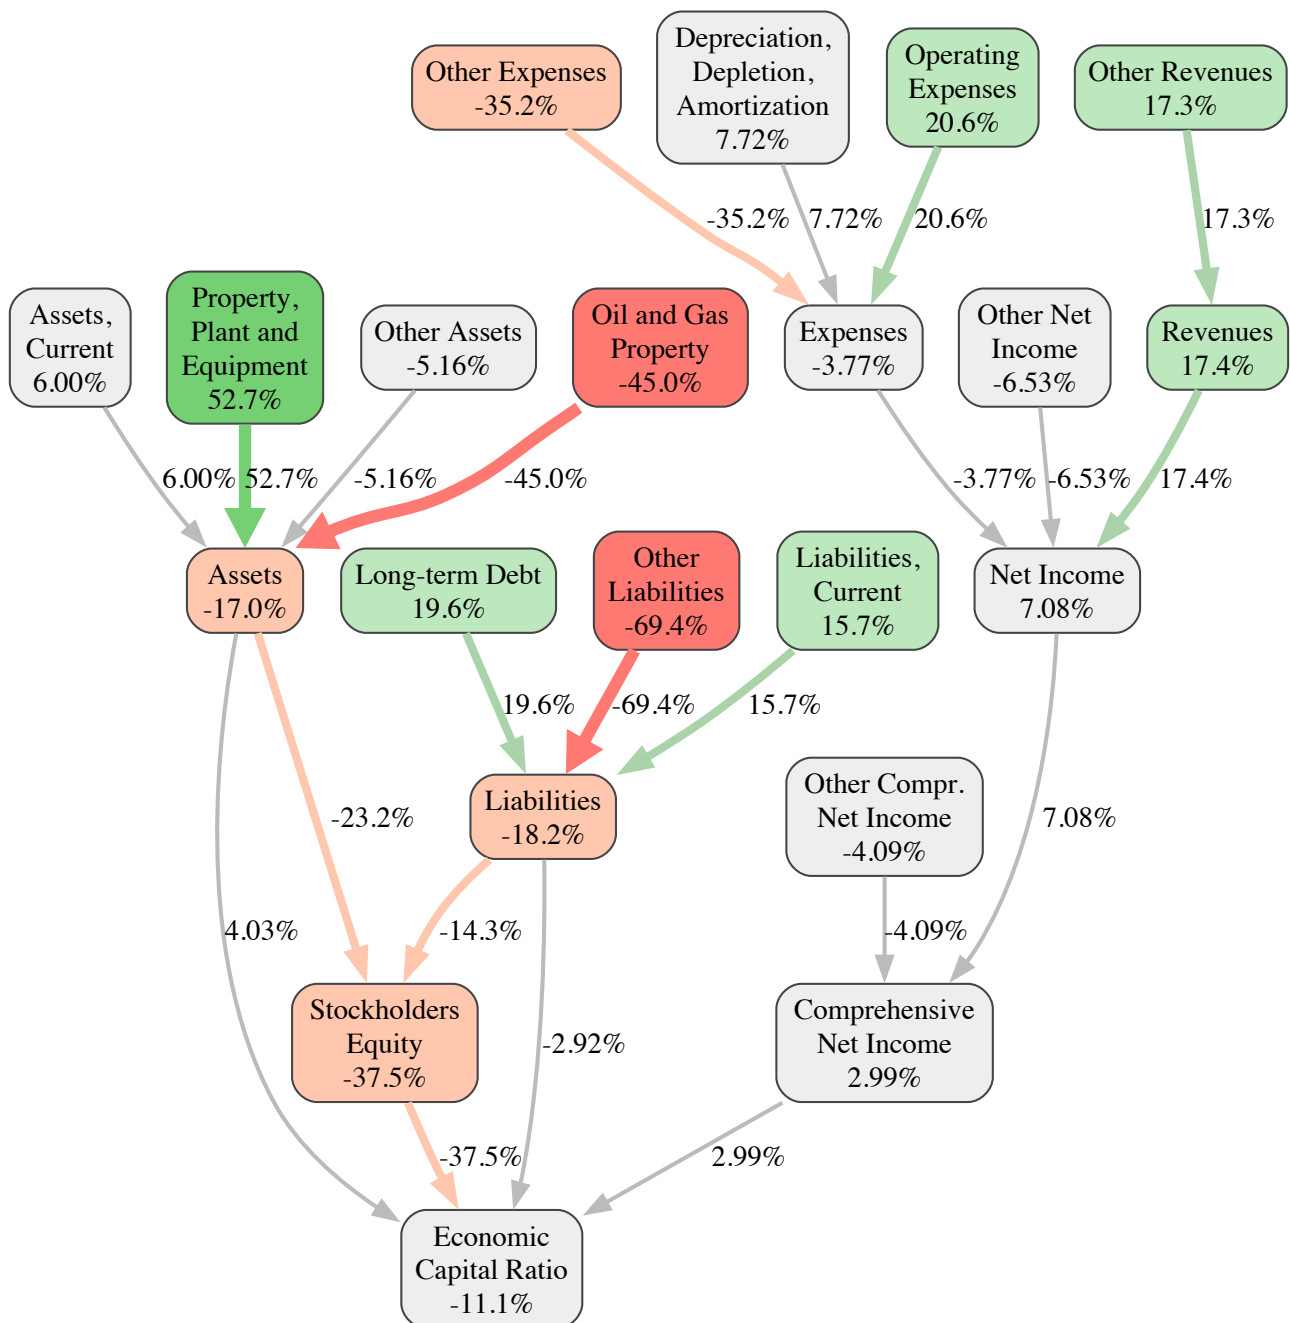 Other Expenses
-35.2%
Depreciation,
Depletion,
Amortization
7.72%
Operating
Expenses
20.6%
Other Revenues
17.3%
-35.2%
7.72%
20.6%
17.3%
Assets,
Current
6.00%
Property,
Plant and
Equipment
52.7%
Other Assets
-5.16%
Oil and Gas
Property
-45.0%
Expenses
-3.77%
Other Net
Income
-6.53%
Revenues
17.4%
6.00%
52.7%
-5.16%
-45.0%
-3.77%
-6.53%
17.4%
Assets
-17.0%
Long-term Debt
19.6%
Other
Liabilities
-69.4%
Liabilities,
Current
15.7%
Net Income
7.08%
19.6%
-69.4%
15.7%
Liabilities
-18.2%
Other Compr.
Net Income
-4.09%
-23.2%
7.08%
4.03%
-14.3%
-4.09%
Stockholders
Equity
-37.5%
-2.92%
Comprehensive
Net Income
2.99%
-37.5%
2.99%
Economic
Capital Ratio
-11.1%